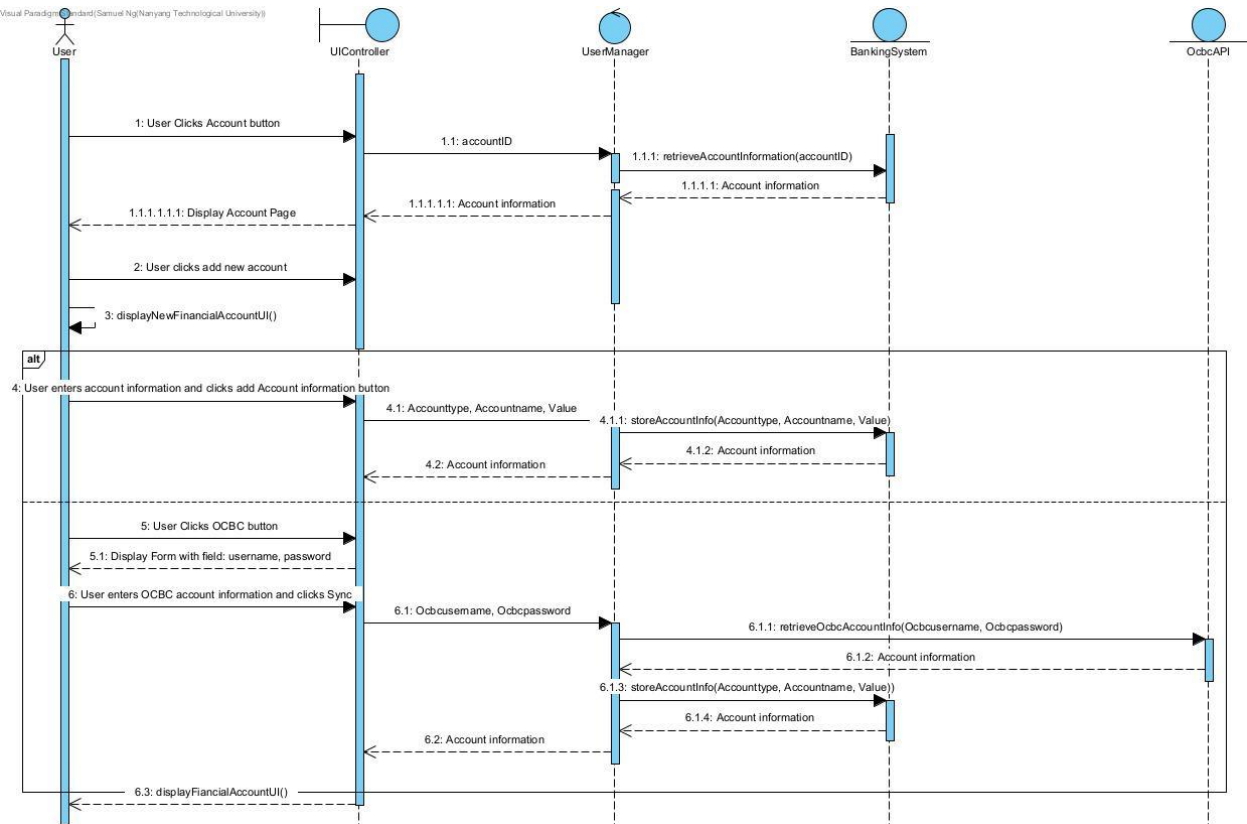 Visual Paradigm Standard(Samuel Ng(Nanyang Technological University))
User
UIController
UserManager
BankingSystem
OcbcAPI
1: User Clicks Account button
1.1: accountID
1.1.1: retrieveAccountInformation(accountID)
1.1.1.1: Account information
1.1.1.1.1: Account information
1.1.1.1.1.1: Display Account Page
2: User clicks add new account
3: displayNewFinancialAccountUI()
alt
4: User enters account information and clicks add Account information button
4.1: Accounttype, Accountname, Value
4.1.1: storeAccountInfo(Accounttype, Accountname, Value)
4.1.2: Account information
4.2: Account information
5: User Clicks OCBC button
5.1: Display Form with field: username, password
6: User enters OCBC account information and clicks Sync
6.1: Ocbcusername, Ocbcpassword
6.1.1: retrieveOcbcAccountInfo(Ocbcusername, Ocbcpassword)
6.1.2: Account information
6.1.3: storeAccountInfo(Accounttype, Accountname, Value))
6.1.4: Account information
6.2: Account information
6.3: displayFiancialAccountUI()